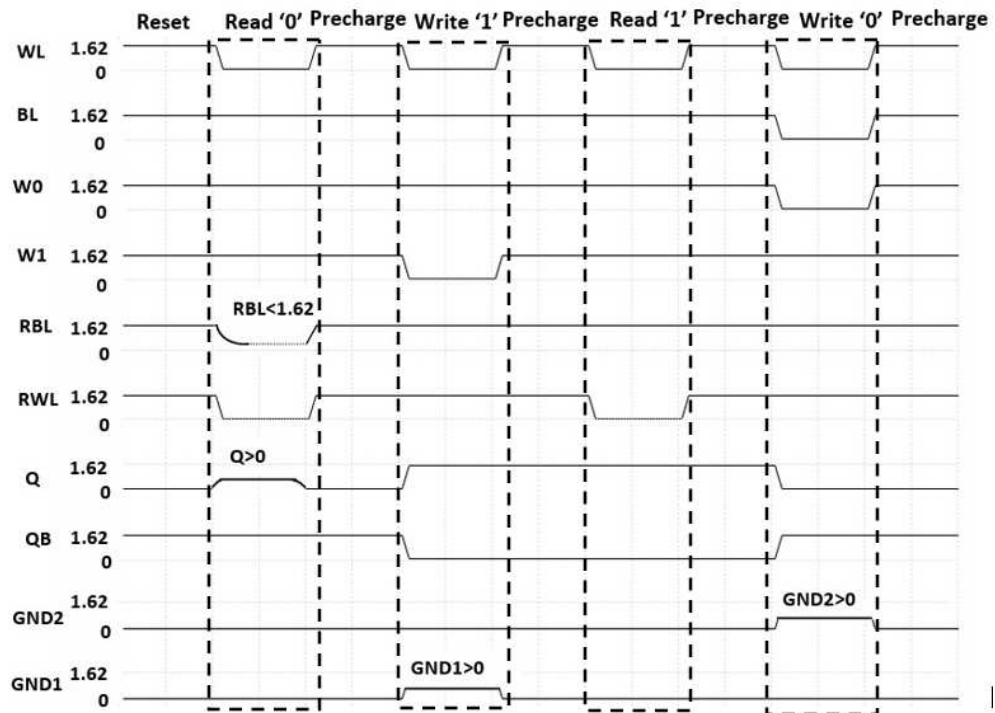 Reset Read ‘0’ Precharge Write ‘1’ Precharge Read ‘1’ Precharge Write ‘0’ Precharge
WL 1.62
0
BL 1.62
0
W0 1.62
0
W1 1.62
0
RBL<1.62
RBL 1.62
0
RWL 1.62
0
Q>0
Q 1.62
0
QB 1.62
0
GND2>0
GND2 1.62
0
GND1>0
GND1 1.62
0